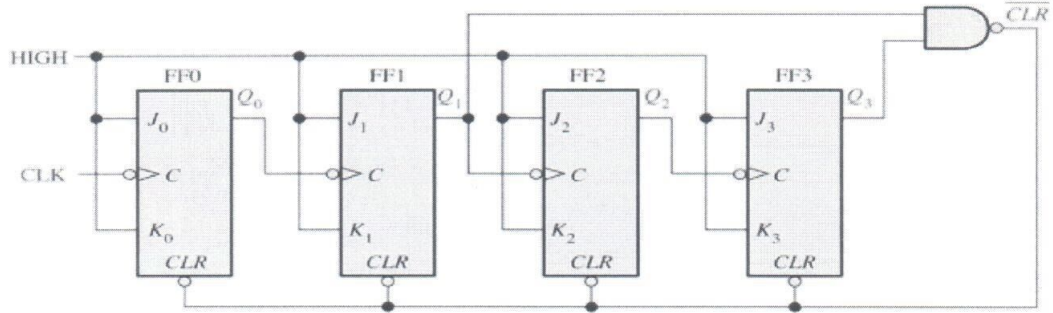 $\overline{CLR}$
HIGH
FF0 FF1 FF2 FF3
Q₀ Q₁ Q₂ Q₃
J₀ J₁ J₂ J₃
CLK C C C C
K₀ K₁ K₂ K₃
CLR CLR CLR CLR